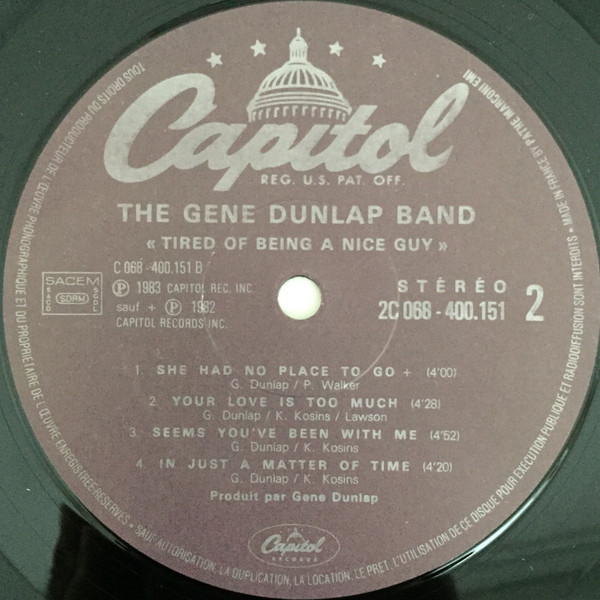 Capitol
REG. U.S. PAT. OFF.
THE GENE DUNLAP BAND
« TIRED OF BEING A NICE GUY »
C 068 - 400.151 B
℗ 1983 CAPITOL REC. INC.
sauf + ℗ 1982
CAPITOL RECORDS INC.
SACEM
SACD
SDRM
SGDL
STÉRÉO
2C 068 - 400.151
2
1. SHE HAD NO PLACE TO GO + (4'00)
G. Dunlap / P. Walker
2. YOUR LOVE IS TOO MUCH (4'28)
G. Dunlap / K. Kosins / Lawson
3. SEEMS YOU'VE BEEN WITH ME (4'52)
G. Dunlap / K. Kosins
4. IN JUST A MATTER OF TIME (4'20)
G. Dunlap / K. Kosins
Produit par Gene Dunlap
Capitol
TOUS DROITS DU PRODUCTEUR DE L'ŒUVRE PHONOGRAPHIQUE ET DU PROPRIETAIRE DE L'ŒUVRE ENREGISTREE RESERVES • SAUF AUTORISATION, LA DUPLICATION, LA LOCATION, LE PRET, L'UTILISATION DE CE DISQUE POUR EXECUTION PUBLIQUE ET RADIODIFFUSION SONT INTERDITS • MADE IN FRANCE BY PATHE MARCONI EMI